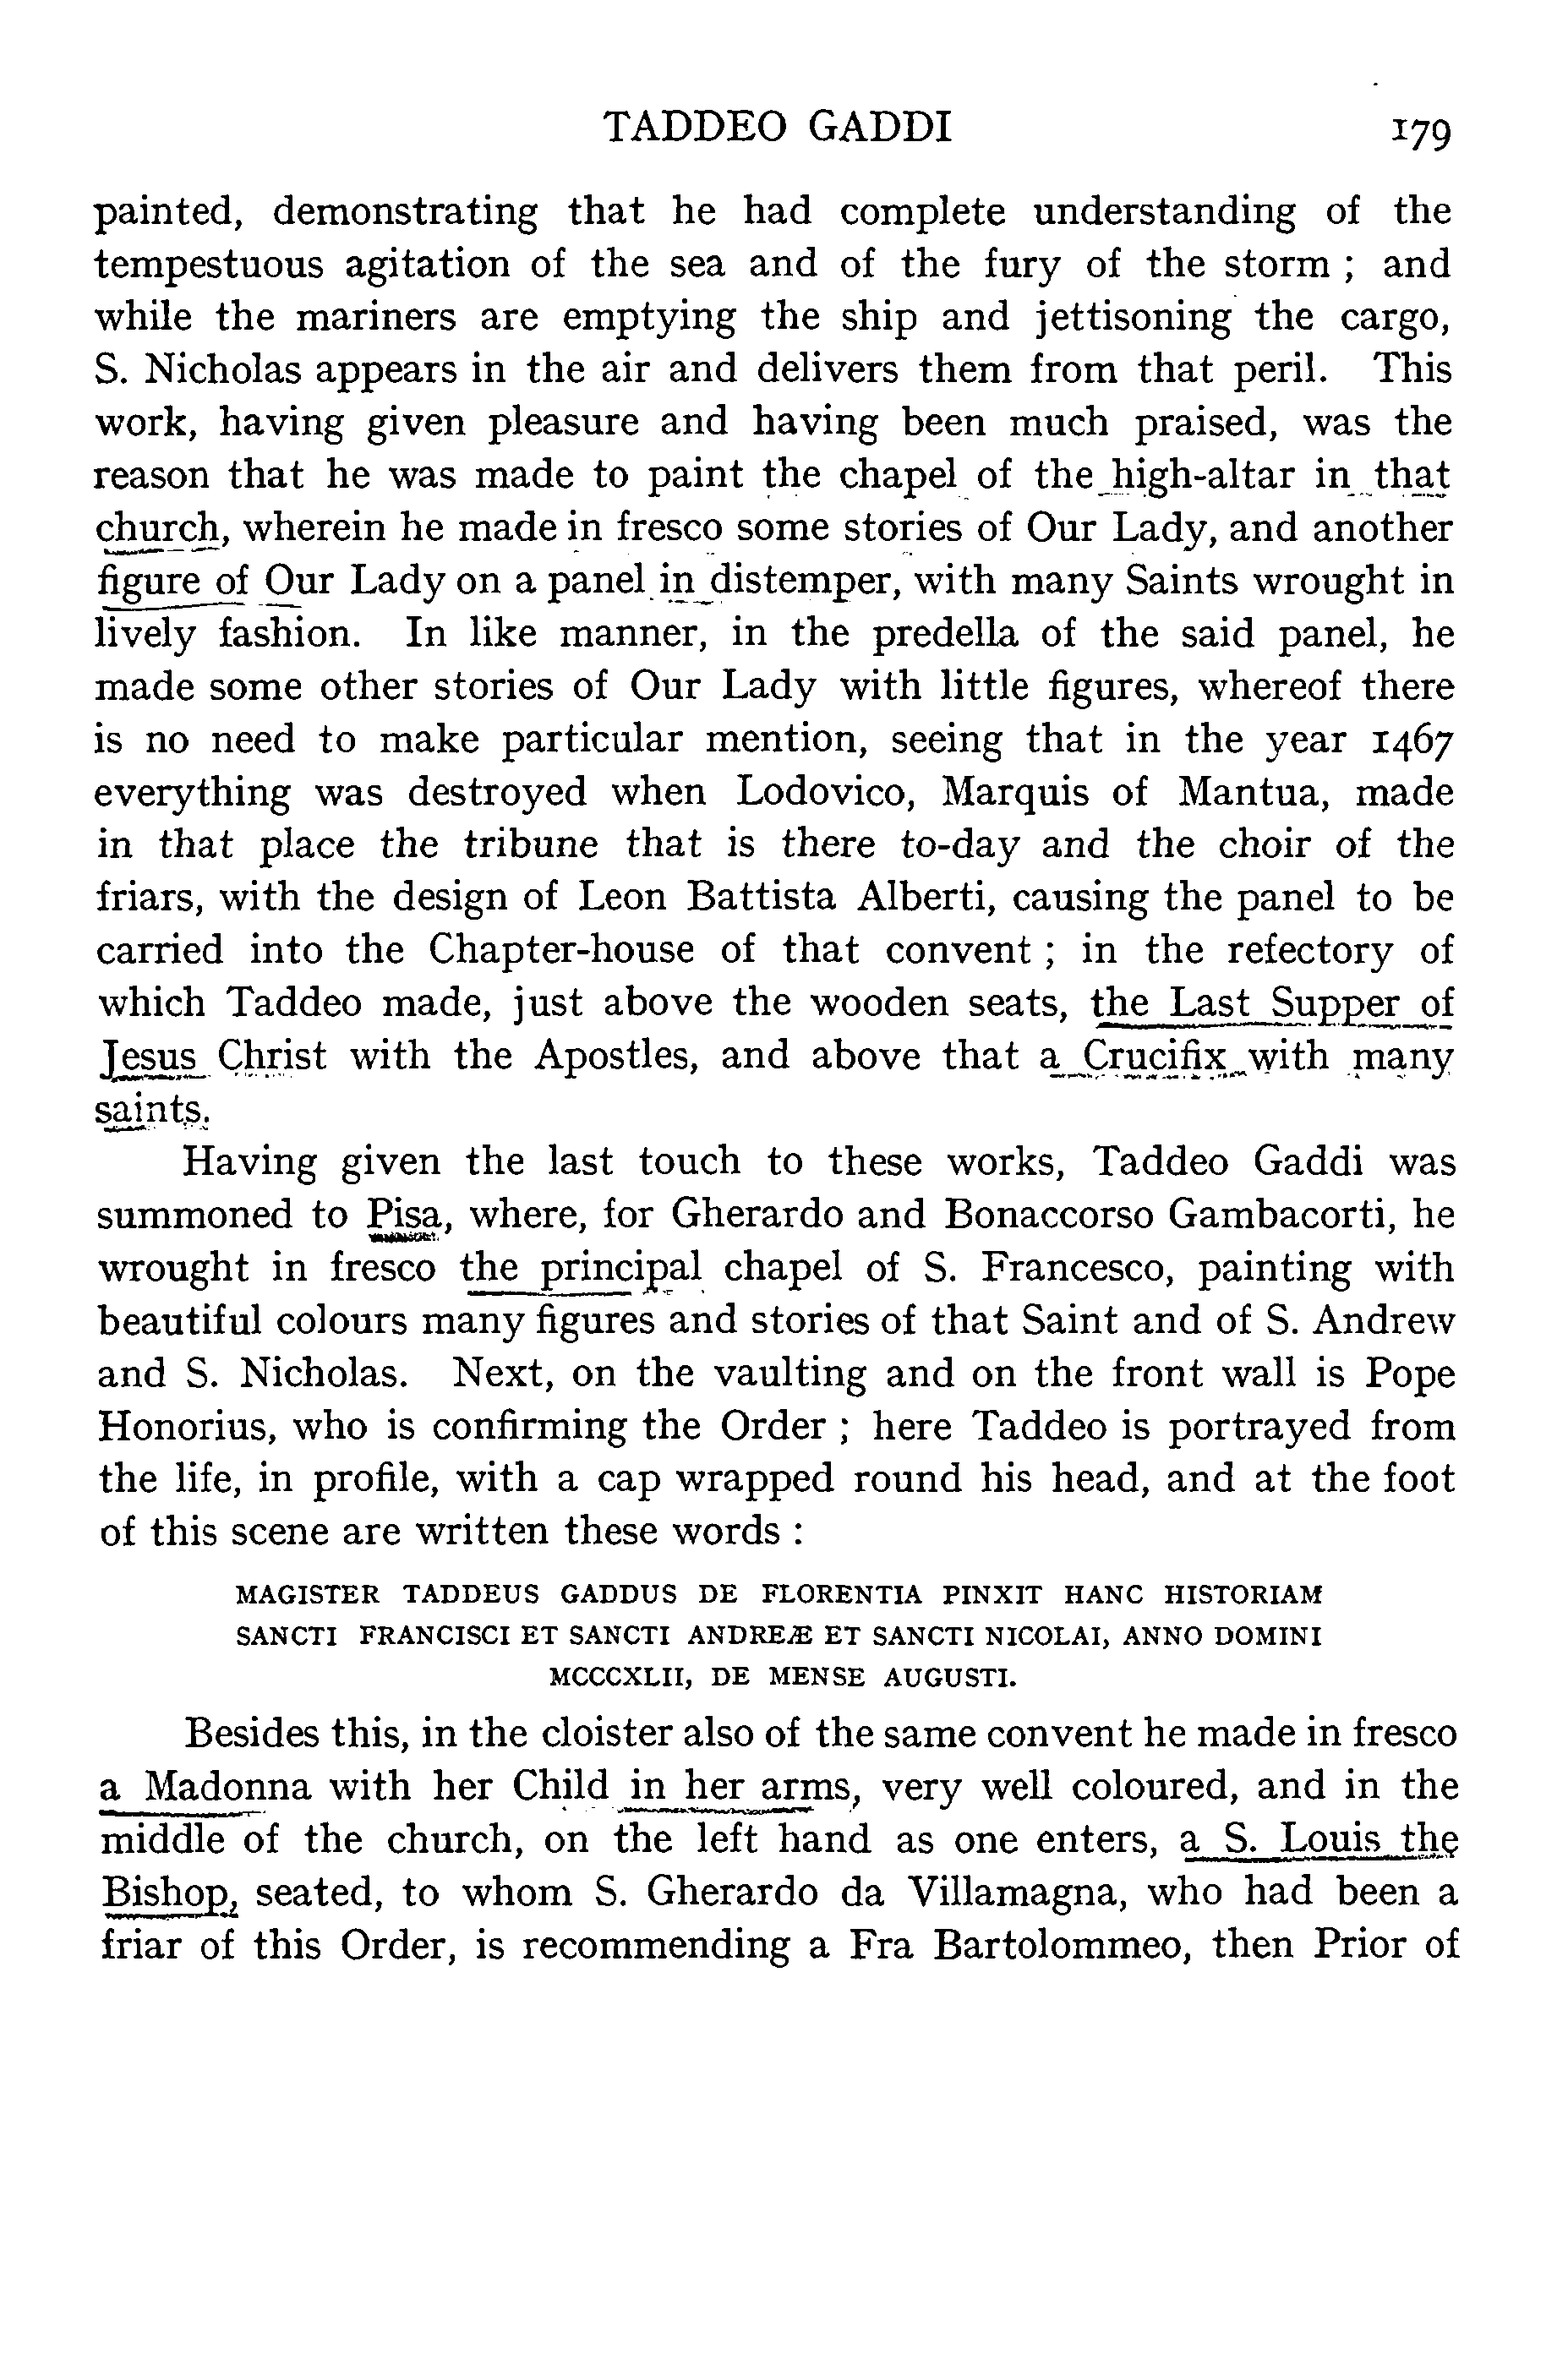 TADDEO GADDI 179
painted, demonstrating that he had complete understanding of the
tempestuous agitation of the sea and of the fury of the storm ; and
while the mariners are emptying the ship and jettisoning the cargo,
S. Nicholas appears in the air and delivers them from that peril. This
work, having given pleasure and having been much praised, was the
reason that he was made to paint the chapel of the high-altar in that
church, wherein he made in fresco some stories of Our Lady, and another
figure of Our Lady on a panel in distemper, with many Saints wrought in
lively fashion. In like manner, in the predella of the said panel, he
made some other stories of Our Lady with little figures, whereof there
is no need to make particular mention, seeing that in the year 1467
everything was destroyed when Lodovico, Marquis of Mantua, made
in that place the tribune that is there to-day and the choir of the
friars, with the design of Leon Battista Alberti, causing the panel to be
carried into the Chapter-house of that convent ; in the refectory of
which Taddeo made, just above the wooden seats, the Last Supper of
Jesus Christ with the Apostles, and above that a Crucifix with many
saints.
Having given the last touch to these works, Taddeo Gaddi was
summoned to Pisa, where, for Gherardo and Bonaccorso Gambacorti, he
wrought in fresco the principal chapel of S. Francesco, painting with
beautiful colours many figures and stories of that Saint and of S. Andrew
and S. Nicholas. Next, on the vaulting and on the front wall is Pope
Honorius, who is confirming the Order ; here Taddeo is portrayed from
the life, in profile, with a cap wrapped round his head, and at the foot
of this scene are written these words :
MAGISTER TADDEUS GADDUS DE FLORENTIA PINXIT HANC HISTORIAM
SANCTI FRANCISCI ET SANCTI ANDREÆ ET SANCTI NICOLAI, ANNO DOMINI
MCCCXLII, DE MENSE AUGUSTI.
Besides this, in the cloister also of the same convent he made in fresco
a Madonna with her Child in her arms, very well coloured, and in the
middle of the church, on the left hand as one enters, a S. Louis the
Bishop, seated, to whom S. Gherardo da Villamagna, who had been a
friar of this Order, is recommending a Fra Bartolommeo, then Prior of